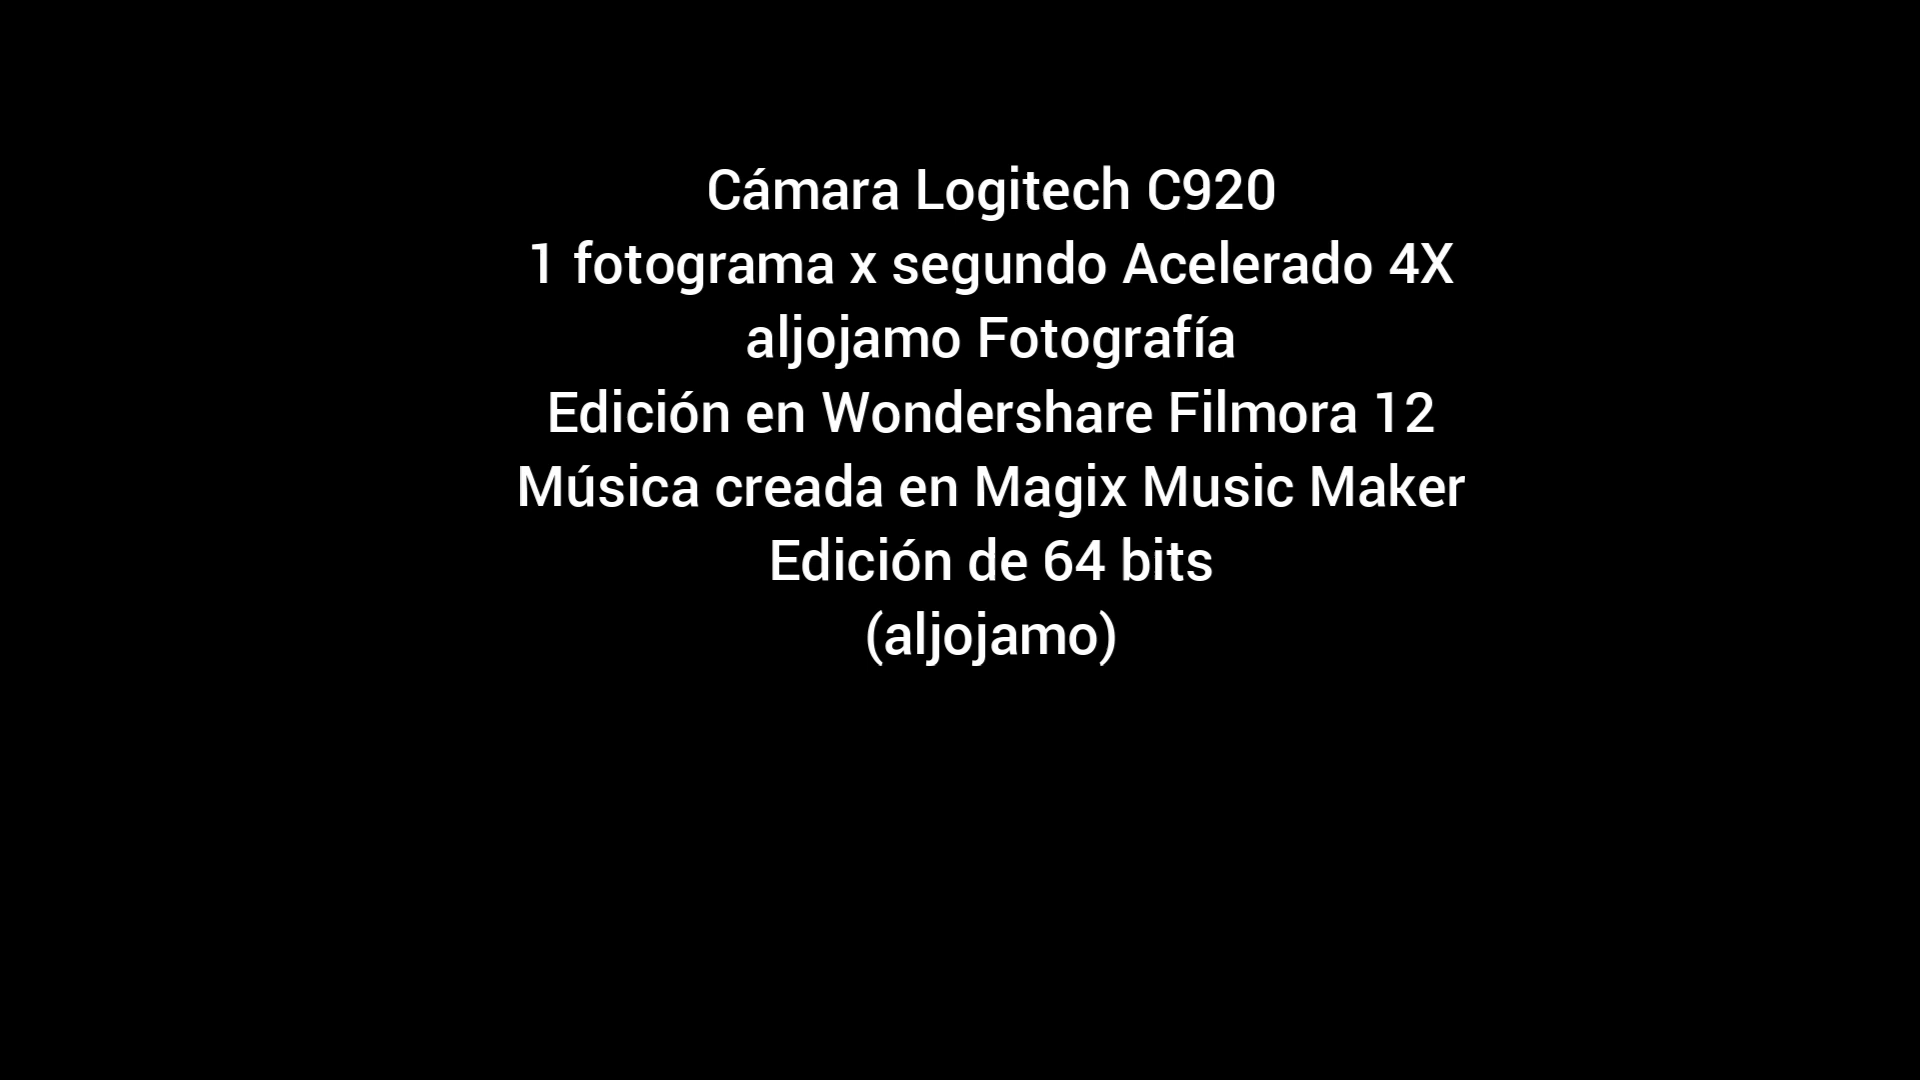 Cámara Logitech C920
1 fotograma x segundo Acelerado 4X
aljojamo Fotografía
Edición en Wondershare Filmora 12
Música creada en Magix Music Maker
Edición de 64 bits
(aljojamo)